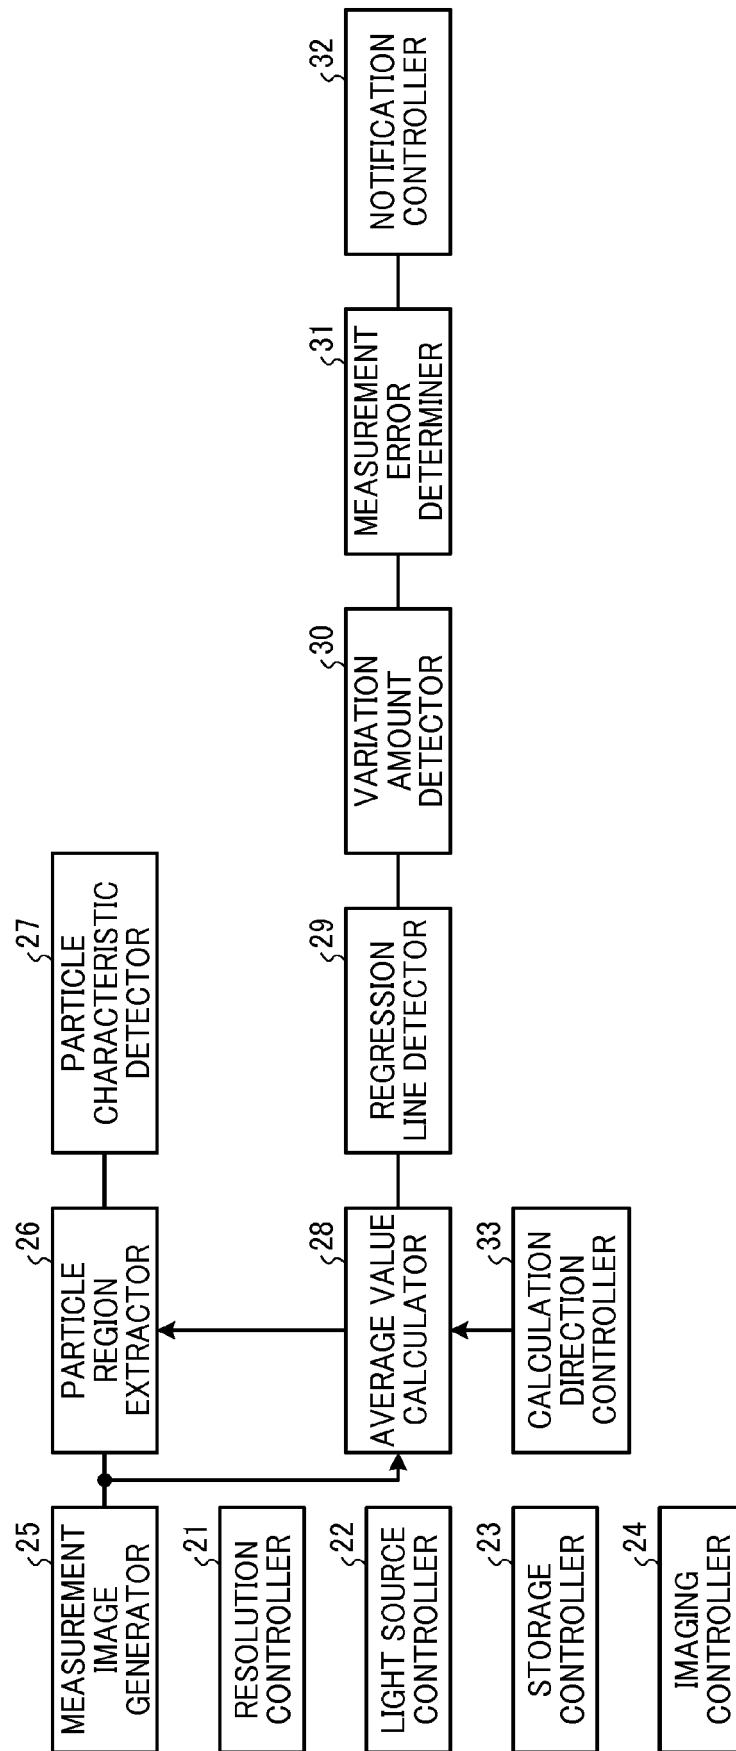 25
MEASUREMENT
IMAGE
GENERATOR
26
PARTICLE
REGION
EXTRACTOR
27
PARTICLE
CHARACTERISTIC
DETECTOR
21
RESOLUTION
CONTROLLER
22
LIGHT SOURCE
CONTROLLER
28
AVERAGE VALUE
CALCULATOR
29
REGRESSION
LINE DETECTOR
30
VARIATION
AMOUNT
DETECTOR
31
MEASUREMENT
ERROR
DETERMINER
32
NOTIFICATION
CONTROLLER
23
STORAGE
CONTROLLER
33
CALCULATION
DIRECTION
CONTROLLER
24
IMAGING
CONTROLLER